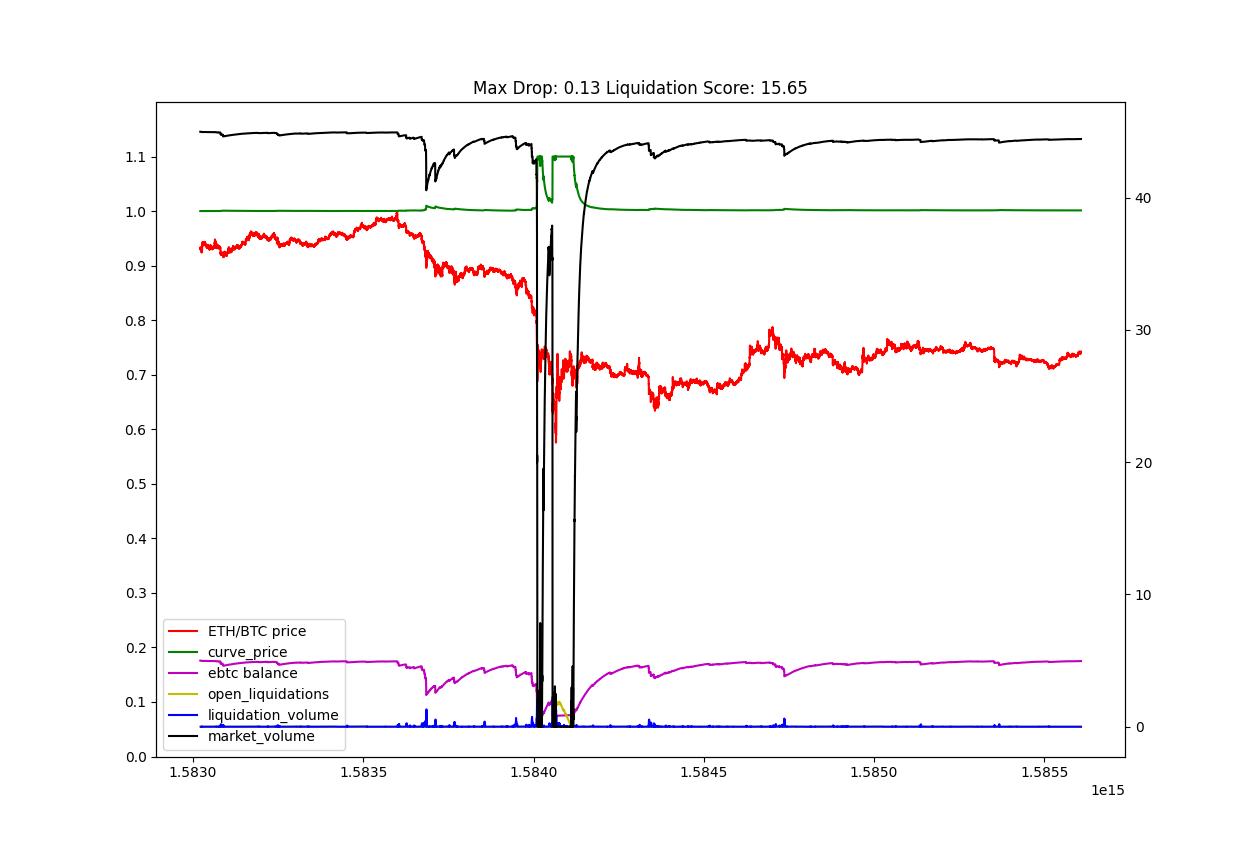 Max Drop: 0.13 Liquidation Score: 15.65
1.1
1.0
0.9
0.8
0.7
0.6
0.5
0.4
0.3
0.2
0.1
0.0
40
30
20
10
0
ETH/BTC price
curve_price
ebtc balance
open_liquidations
liquidation_volume
market_volume
1.5830 1.5835 1.5840 1.5845 1.5850 1.5855
1e15